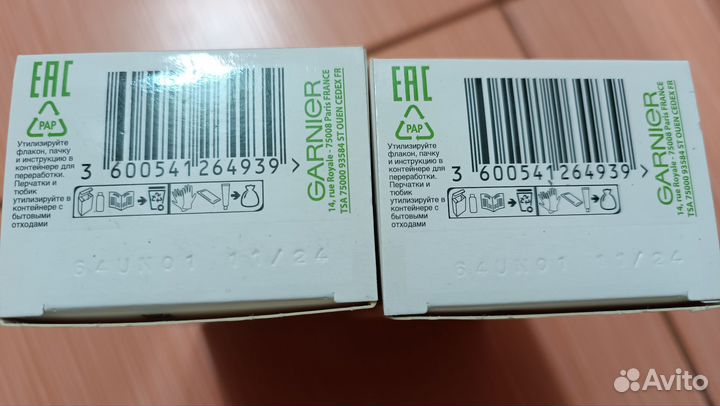 EAC
PAP
Утилизируйте
флакон, пачку
и инструкцию в
контейнере для
переработки.
Перчатки и
тюбик
утилизируйте в
контейнере с
бытовыми
отходами
3 600541 264939 >
GARNIER
14, rue Royale - 75008 Paris FRANCE
TSA 75000 93584 ST OUEN CEDEX FR
64UN01 11/24
EAC
PAP
Утилизируйте
флакон, пачку
и инструкцию в
контейнере для
переработки.
Перчатки и
тюбик
утилизируйте в
контейнере с
бытовыми
отходами
3 600541 264939 >
GARNIER
14, rue Royale - 75008 Paris FRANCE
TSA 75000 93584 ST OUEN CEDEX FR
64UN01 11/24
Avito